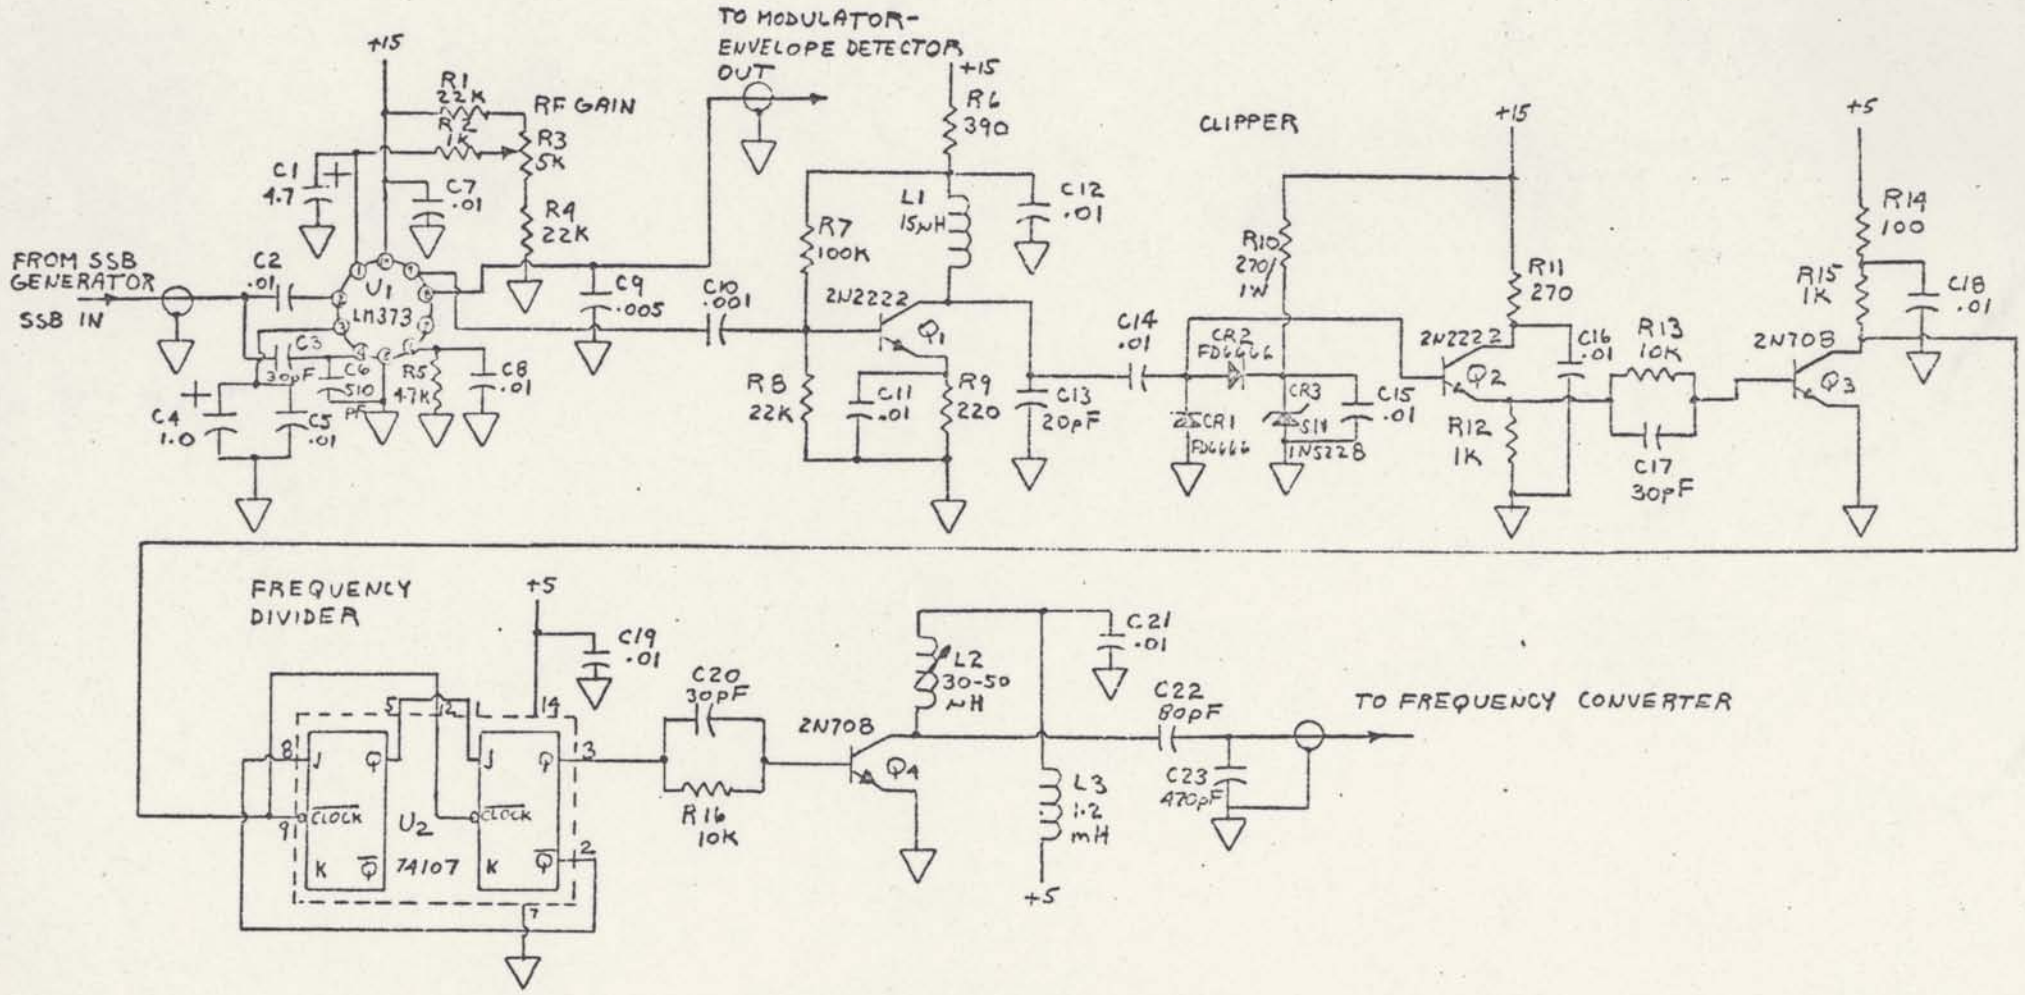 TO MODULATOR-
ENVELOPE DETECTOR
OUT
+15
R1
22K
RF GAIN
R2
1K
R3
5K
C1
4.7
+
C7
.01
R4
22K
FROM SSB
GENERATOR
SSB IN
C2
.01
U1
LM373
C3
30pF
C4
1.0
+
C5
.01
C6
510
pF
R5
4.7K
C8
.01
C9
.005
C10
.001
+15
R6
390
R7
100K
L1
15µH
C12
.01
2N2222
Q1
R8
22K
C11
.01
R9
220
C13
20pF
C14
.01
CLIPPER
R10
270/
1W
CR2
FD6666
CR1
FD6666
CR3
1N5228
C15
.01
+15
R11
270
2N2222
Q2
C16
.01
R12
1K
R13
10K
C17
30pF
2N708
Q3
+5
R14
100
R15
1K
C18
.01
FREQUENCY
DIVIDER
+5
C19
.01
5
12
14
8
J
Q
J
Q
3
9
CLOCK
U2
CLOCK
K
Q
74107
K
Q
2
7
C20
30pF
R16
10K
2N708
Q4
L2
30-50
µH
C21
.01
L3
1.2
mH
+5
C22
80pF
C23
470pF
TO FREQUENCY CONVERTER